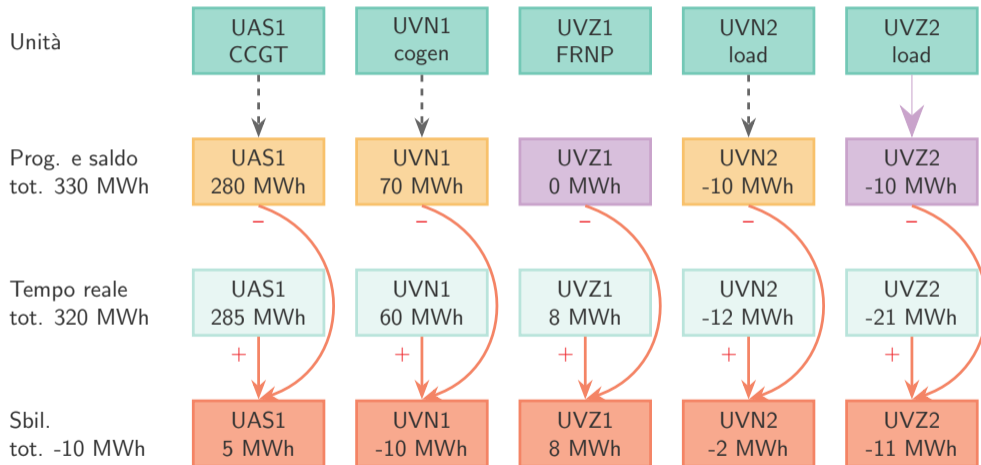 Unità
UAS1
CCGT
UVN1
cogen
UVZ1
FRNP
UVN2
load
UVZ2
load
Prog. e saldo
tot. 330 MWh
UAS1
280 MWh
UVN1
70 MWh
UVZ1
0 MWh
UVN2
-10 MWh
UVZ2
-10 MWh
−
−
−
−
−
Tempo reale
tot. 320 MWh
UAS1
285 MWh
UVN1
60 MWh
UVZ1
8 MWh
UVN2
-12 MWh
UVZ2
-21 MWh
+
+
+
+
+
Sbil.
tot. -10 MWh
UAS1
5 MWh
UVN1
-10 MWh
UVZ1
8 MWh
UVN2
-2 MWh
UVZ2
-11 MWh